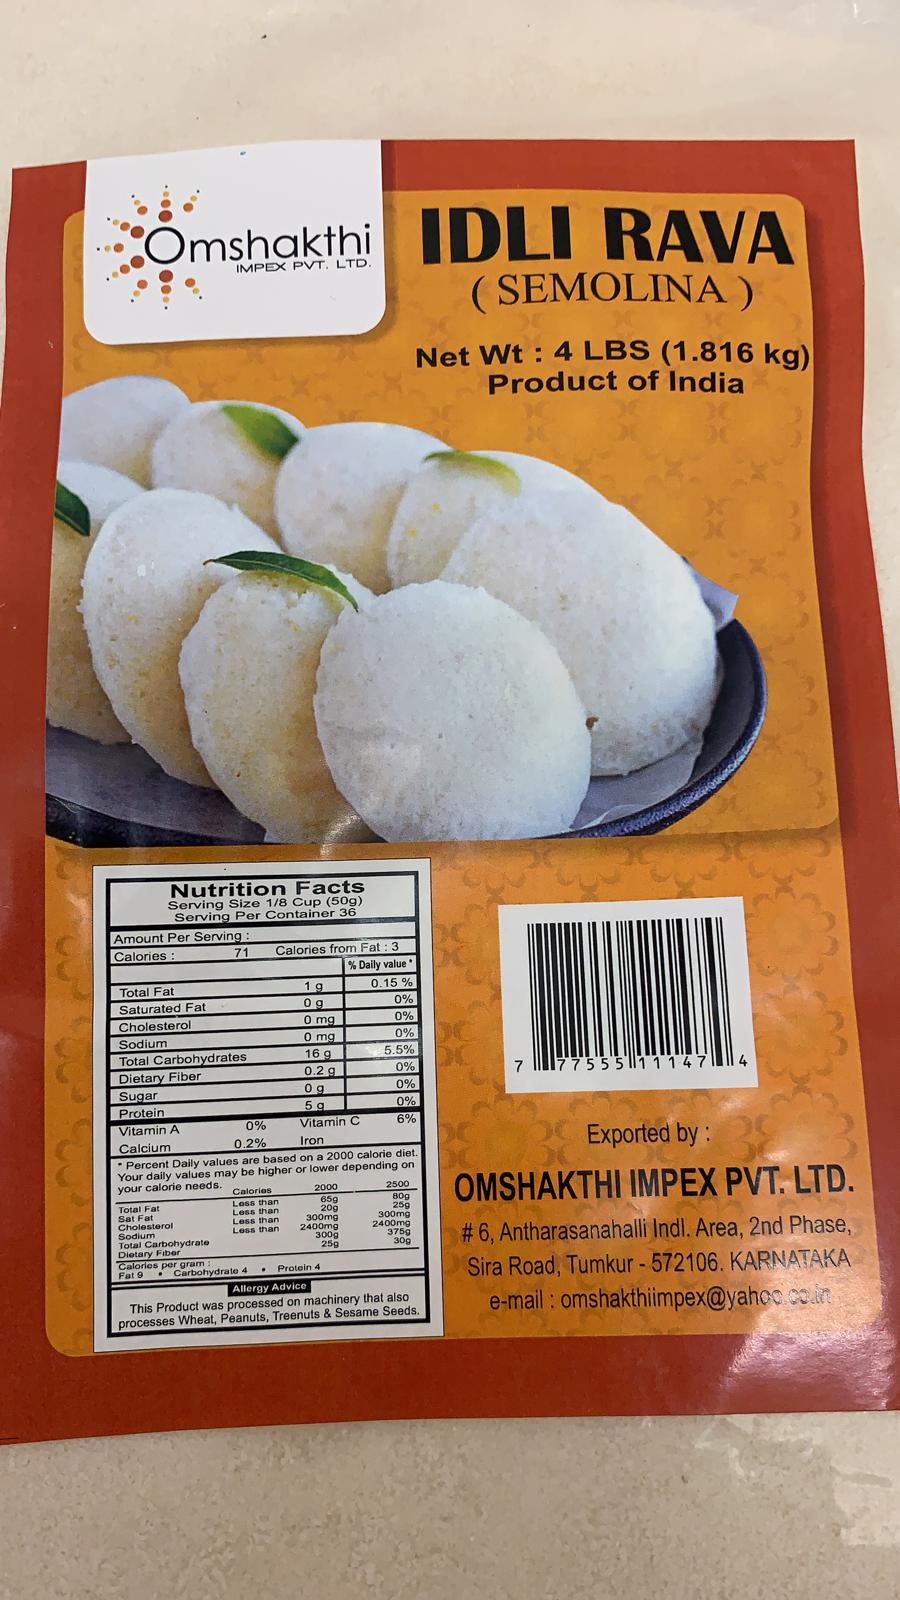 Omshakthi
IMPEX PVT. LTD.
IDLI RAVA
( SEMOLINA )
Net Wt : 4 LBS (1.816 kg)
Product of India
Nutrition Facts
Serving Size 1/8 Cup (50g)
Serving Per Container 36
Amount Per Serving :
Calories : 71 Calories from Fat : 3
% Daily value *
Total Fat 1 g 0.15 %
Saturated Fat 0 g 0%
Cholesterol 0 mg 0%
Sodium 0 mg 0%
Total Carbohydrates 16 g 5.5%
Dietary Fiber 0.2 g 0%
Sugar 0 g 0%
Protein 5 g 0%
Vitamin A 0% Vitamin C 6%
Calcium 0.2% Iron
* Percent Daily values are based on a 2000 calorie diet.
Your daily values may be higher or lower depending on
your calorie needs.
Calories 2000 2500
Total Fat Less than 65g 80g
Sat Fat Less than 20g 25g
Cholesterol Less than 300mg 300mg
Sodium Less than 2400mg 2400mg
Total Carbohydrate 300g 375g
Dietary Fiber 25g 30g
Calories per gram :
Fat 9 • Carbohydrate 4 • Protein 4
Allergy Advice
This Product was processed on machinery that also
processes Wheat, Peanuts, Treenuts & Sesame Seeds.
7 77555 11147 4
Exported by :
OMSHAKTHI IMPEX PVT. LTD.
# 6, Antharasanahalli Indl. Area, 2nd Phase,
Sira Road, Tumkur - 572106. KARNATAKA
e-mail : omshakthiimpex@yahoo.co.in